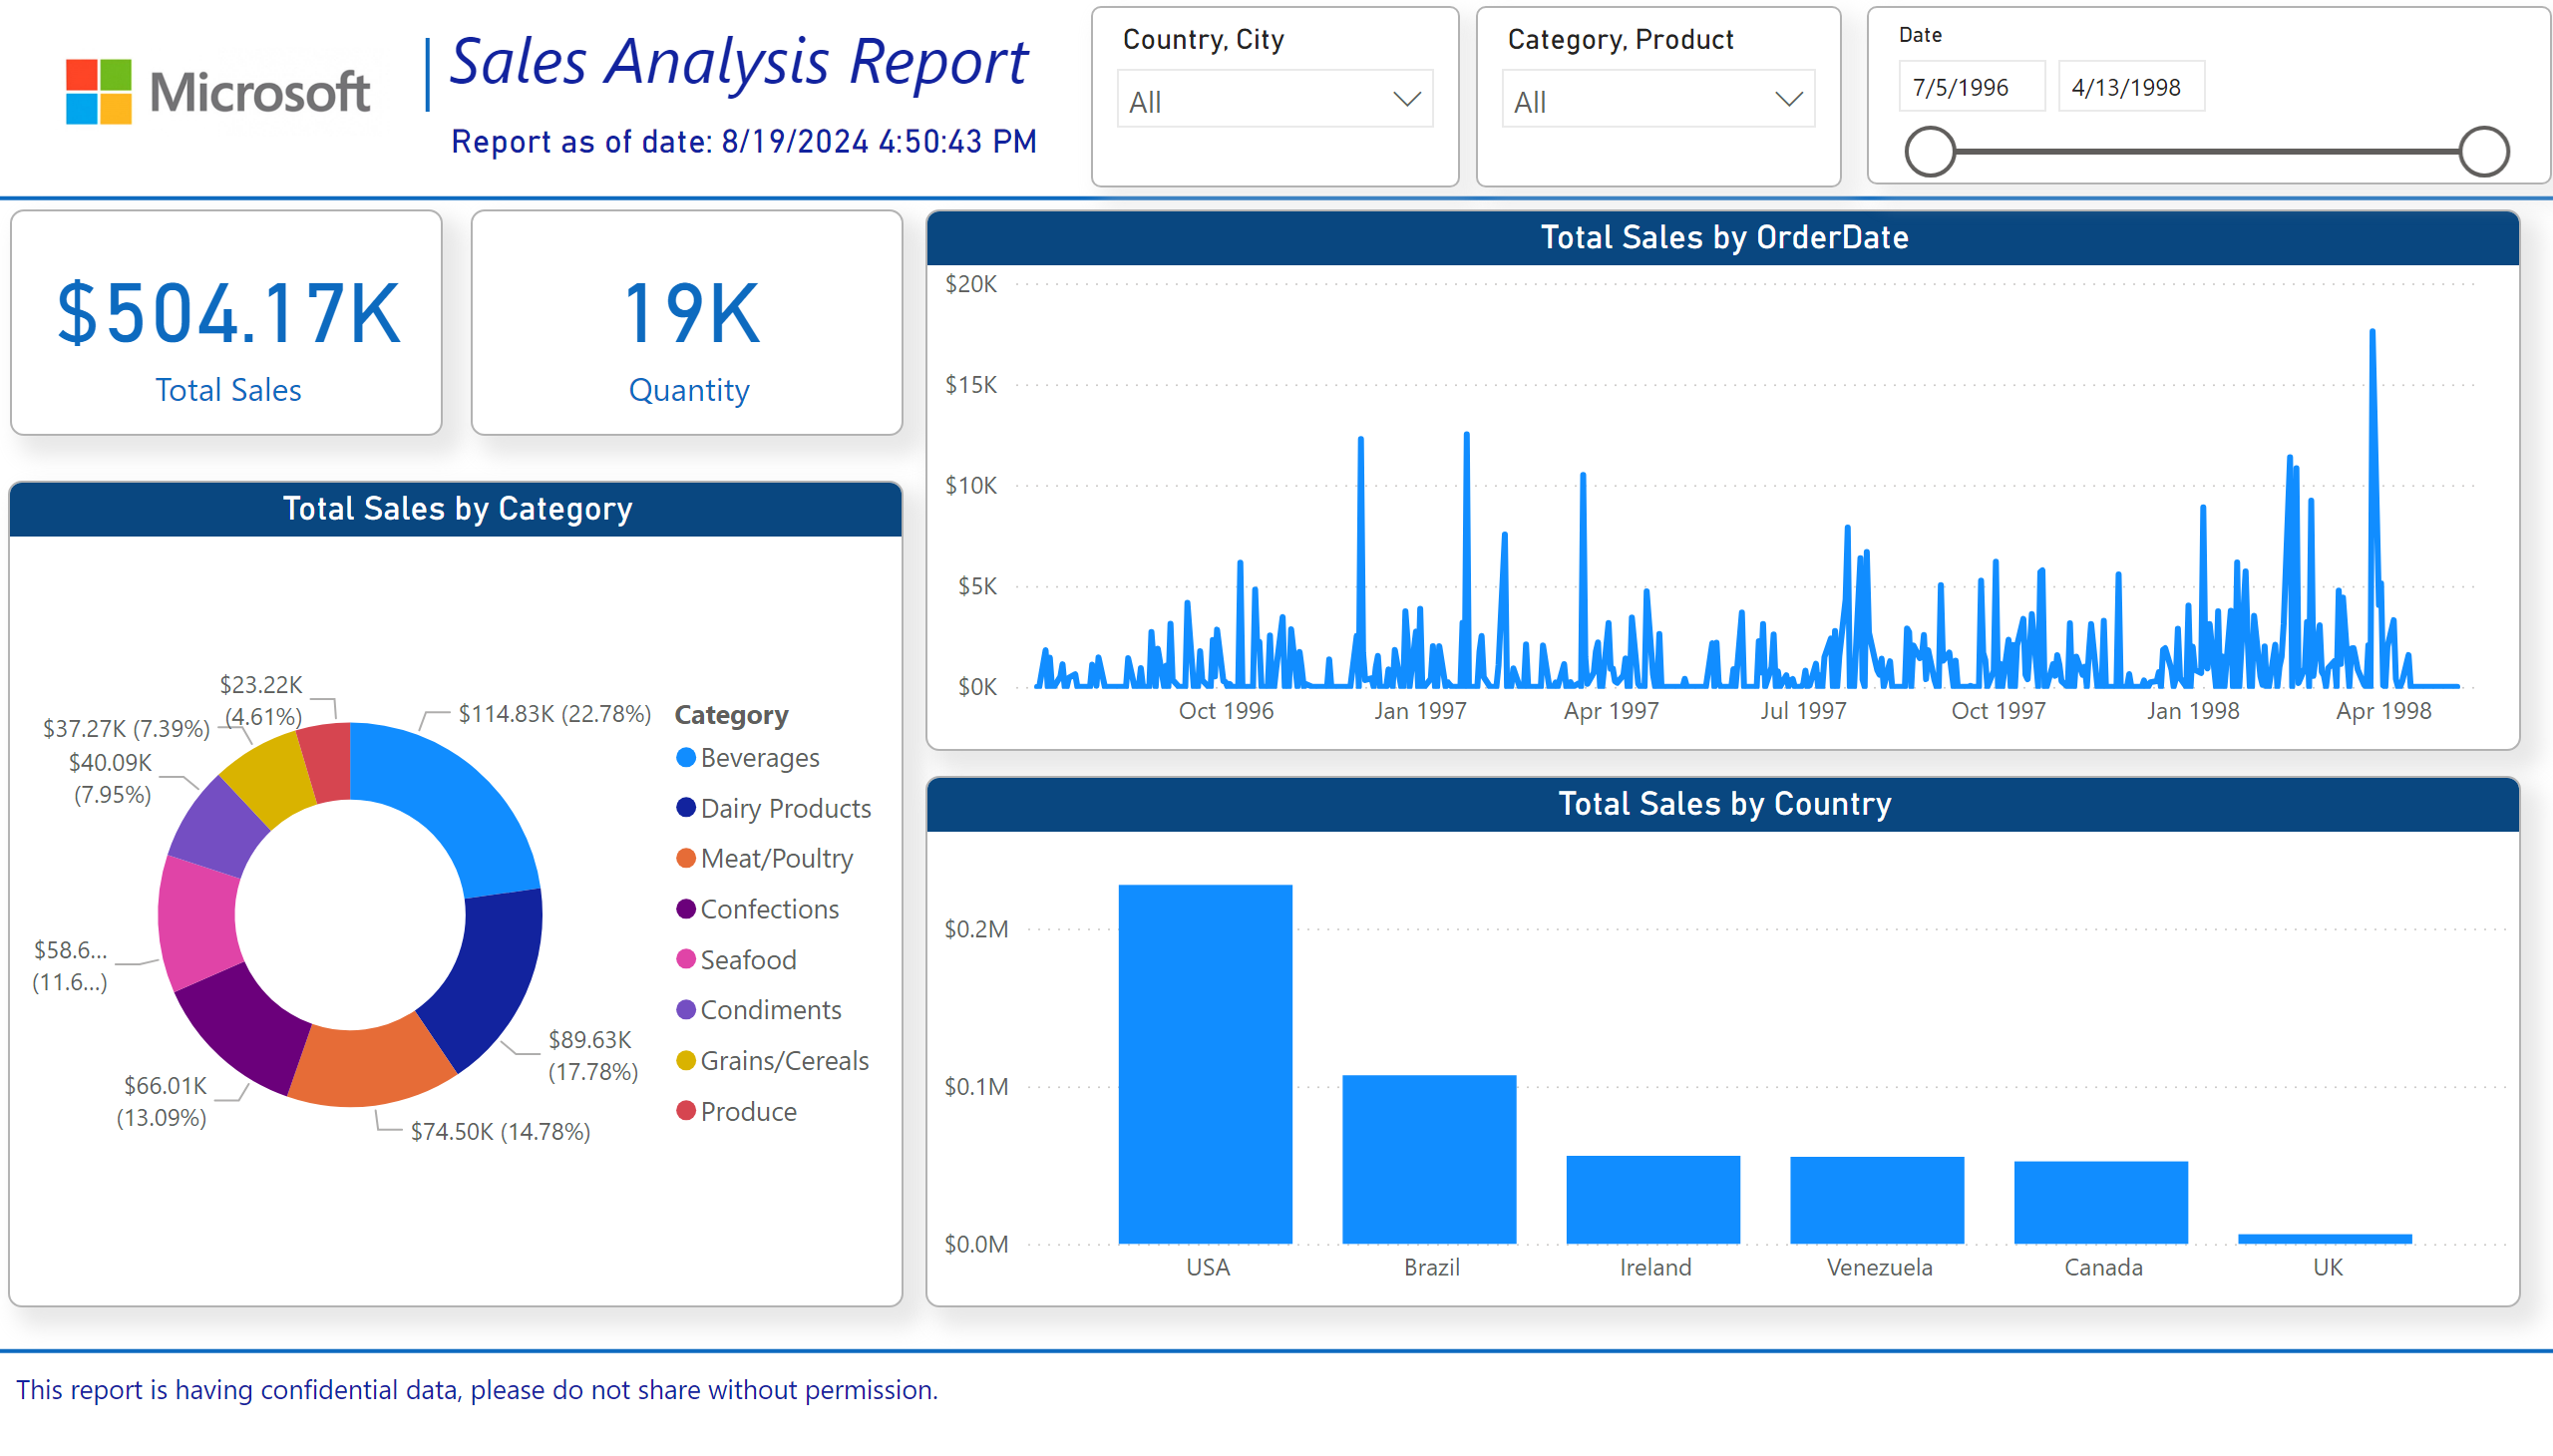 Microsoft
Sales Analysis Report
Report as of date: 8/19/2024 4:50:43 PM
Country, City
All
Category, Product
All
Date
7/5/1996
4/13/1998
$504.17K
Total Sales
19K
Quantity
Total Sales by Category
$23.22K
(4.61%)
$37.27K (7.39%)
$40.09K
(7.95%)
$58.6...
(11.6...)
$66.01K
(13.09%)
$74.50K (14.78%)
$89.63K
(17.78%)
$114.83K (22.78%)
Category
Beverages
Dairy Products
Meat/Poultry
Confections
Seafood
Condiments
Grains/Cereals
Produce
Total Sales by OrderDate
$20K
$15K
$10K
$5K
$0K
Oct 1996
Jan 1997
Apr 1997
Jul 1997
Oct 1997
Jan 1998
Apr 1998
Total Sales by Country
$0.2M
$0.1M
$0.0M
USA
Brazil
Ireland
Venezuela
Canada
UK
This report is having confidential data, please do not share without permission.